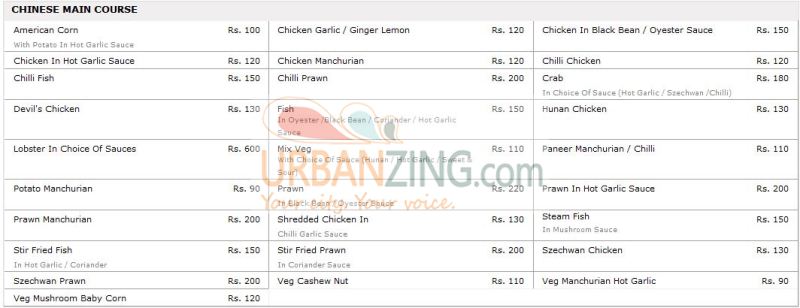 CHINESE MAIN COURSE
American Corn Rs. 100
With Potato In Hot Garlic Sauce
Chicken Garlic / Ginger Lemon Rs. 120
Chicken In Black Bean / Oyester Sauce Rs. 150
Chicken In Hot Garlic Sauce Rs. 120
Chicken Manchurian Rs. 120
Chilli Chicken Rs. 120
Chilli Fish Rs. 150
Chilli Prawn Rs. 200
Crab Rs. 180
In Choice Of Sauce (Hot Garlic / Szechwan /Chilli)
Devil's Chicken Rs. 130
Fish Rs. 150
In Oyester /Black Bean / Coriander / Hot Garlic
Sauce
Hunan Chicken Rs. 130
Lobster In Choice Of Sauces Rs. 600
Mix Veg Rs. 110
With Choice Of Sauce (Hunan / Hot Garlic / Sweet &
Sour)
Paneer Manchurian / Chilli Rs. 110
Potato Manchurian Rs. 90
Prawn Rs. 220
In Black Bean / Oyester Sauce
Prawn In Hot Garlic Sauce Rs. 200
Prawn Manchurian Rs. 200
Shredded Chicken In Rs. 130
Chilli Garlic Sauce
Steam Fish Rs. 150
In Mushroom Sauce
Stir Fried Fish Rs. 150
In Hot Garlic / Coriander
Stir Fried Prawn Rs. 200
In Coriander Sauce
Szechwan Chicken Rs. 130
Szechwan Prawn Rs. 200
Veg Cashew Nut Rs. 110
Veg Manchurian Hot Garlic Rs. 90
Veg Mushroom Baby Corn Rs. 120
URBANZING.com
Your city. Your voice.